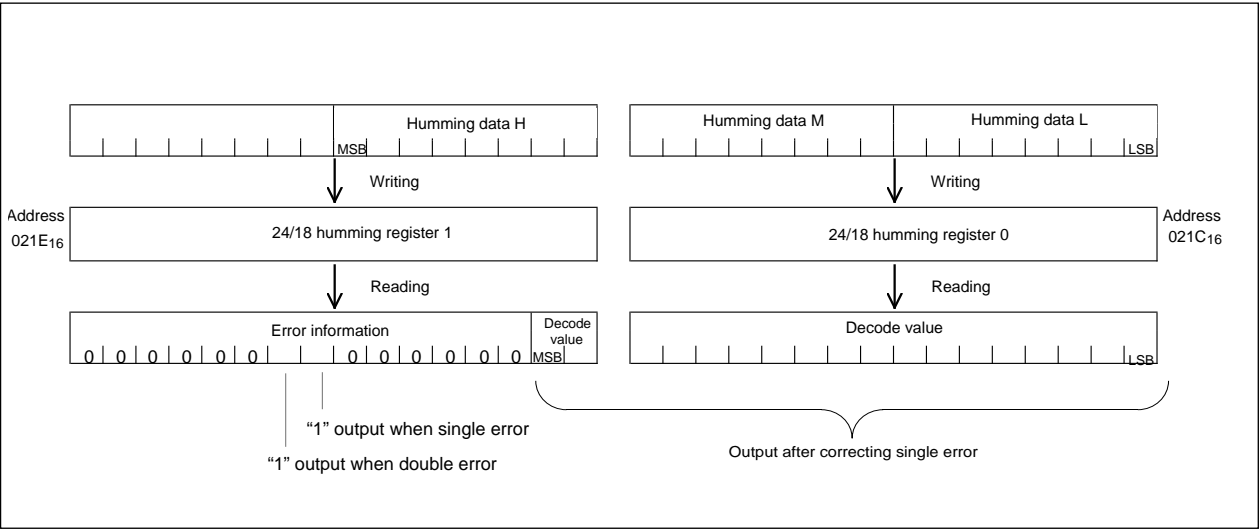 Humming data H
Humming data M
Humming data L
MSB
LSB
Writing
Writing
Address
021E16
24/18 humming register 1
24/18 humming register 0
Address
021C16
Reading
Reading
Error information
Decode
value
Decode value
0 0 0 0 0 0 0 0 0 0 0 0 MSB
LSB
“1” output when single error
“1” output when double error
Output after correcting single error